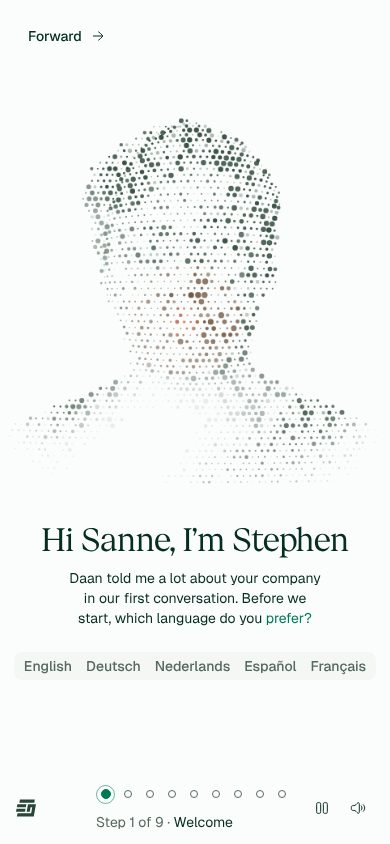 Forward
Hi Sanne, I'm Stephen
Daan told me a lot about your company
in our first conversation. Before we
start, which language do you prefer?
English Deutsch Nederlands Español Français
Step 1 of 9 · Welcome